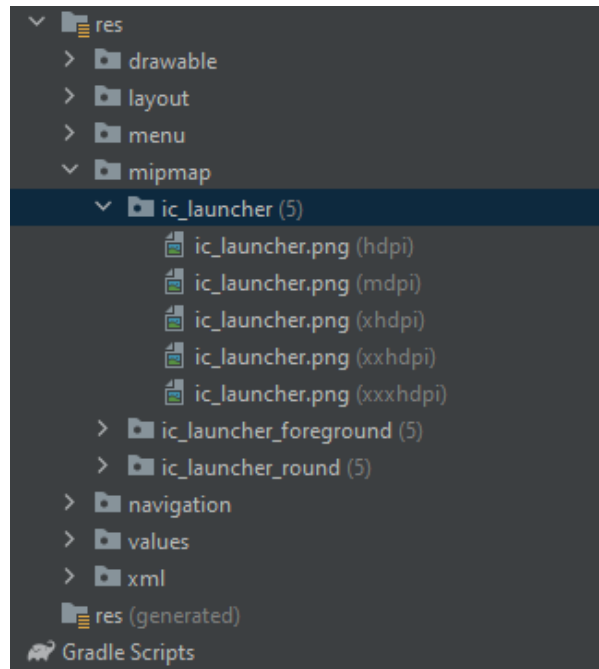 res
drawable
layout
menu
mipmap
ic_launcher (5)
ic_launcher.png (hdpi)
ic_launcher.png (mdpi)
ic_launcher.png (xhdpi)
ic_launcher.png (xxhdpi)
ic_launcher.png (xxxhdpi)
ic_launcher_foreground (5)
ic_launcher_round (5)
navigation
values
xml
res (generated)
Gradle Scripts